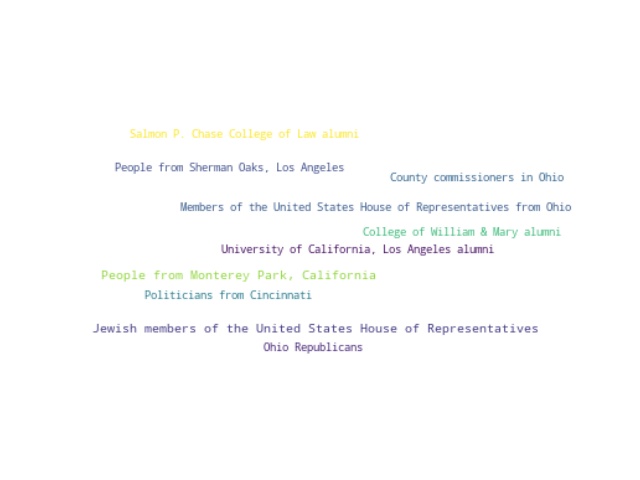 Salmon P. Chase College of Law alumni
People from Sherman Oaks, Los Angeles
County commissioners in Ohio
Members of the United States House of Representatives from Ohio
College of William & Mary alumni
University of California, Los Angeles alumni
People from Monterey Park, California
Politicians from Cincinnati
Jewish members of the United States House of Representatives
Ohio Republicans